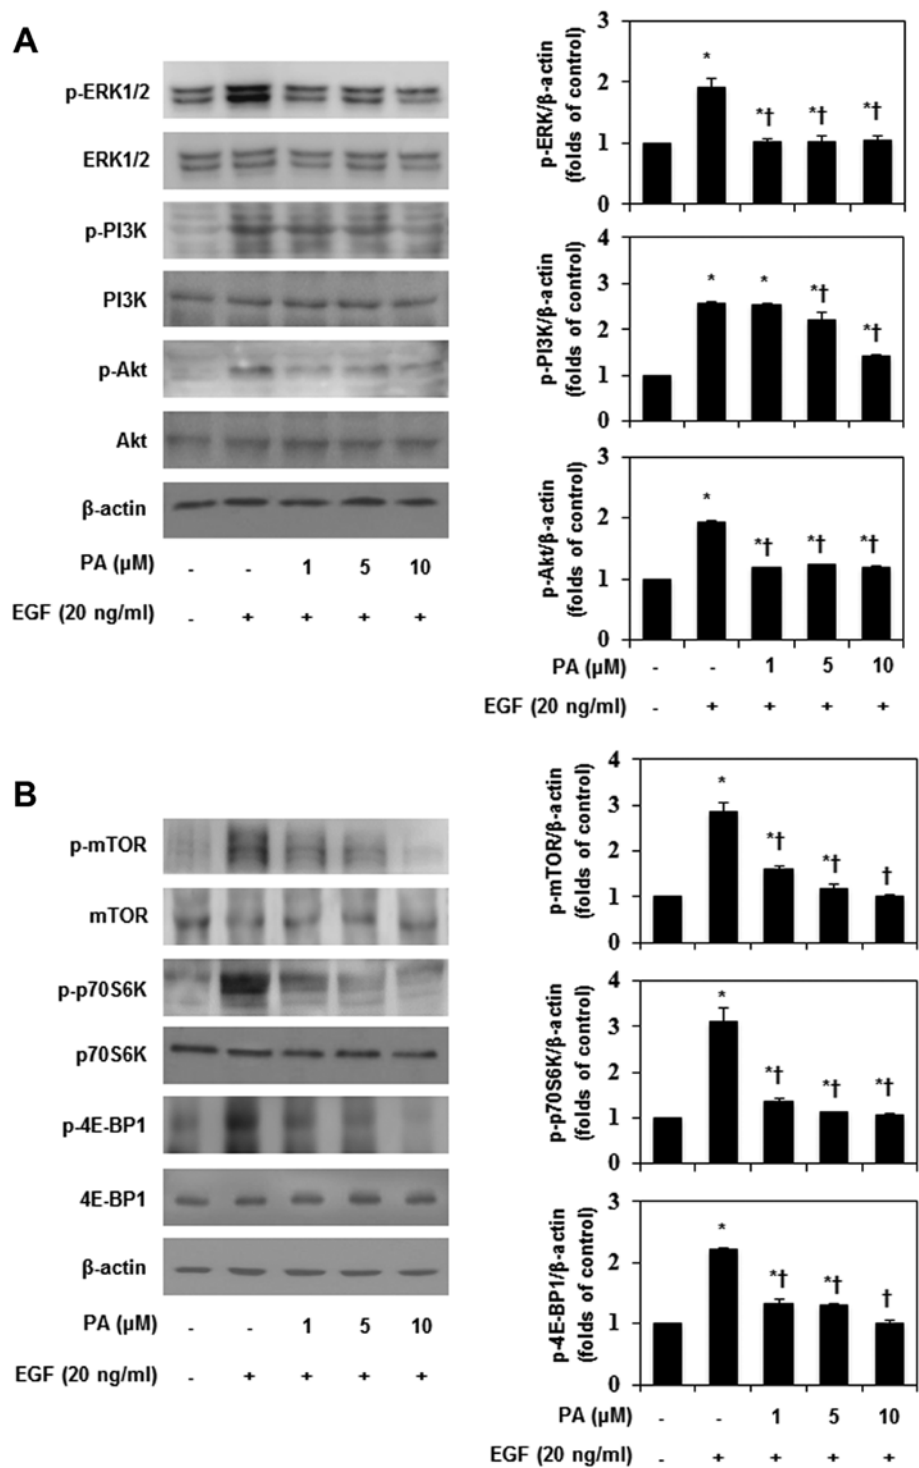 A
p-ERK1/2
ERK1/2
p-PI3K
PI3K
p-Akt
Akt
β-actin
PA (µM) - - 1 5 10
EGF (20 ng/ml) - + + + +
p-ERK/β-actin
(folds of control)
3
2
1
0
* *† *† *†
p-PI3K/β-actin
(folds of control)
4
3
2
1
0
* * *† *†
p-Akt/β-actin
(folds of control)
3
2
1
0
* *† *† *†
PA (µM) - - 1 5 10
EGF (20 ng/ml) - + + + +
B
p-mTOR
mTOR
p-p70S6K
p70S6K
p-4E-BP1
4E-BP1
β-actin
PA (µM) - - 1 5 10
EGF (20 ng/ml) - + + + +
p-mTOR/β-actin
(folds of control)
4
3
2
1
0
* *† *† †
p-p70S6K/β-actin
(folds of control)
4
3
2
1
0
* *† *† *†
p-4E-BP1/β-actin
(folds of control)
3
2
1
0
* *† *† †
PA (µM) - - 1 5 10
EGF (20 ng/ml) - + + + +